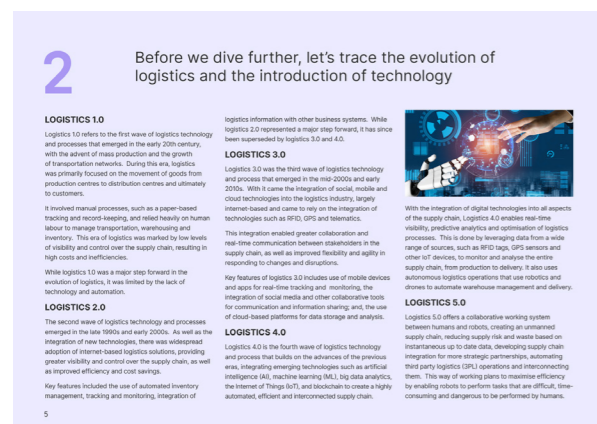 2
Before we dive further, let's trace the evolution of
logistics and the introduction of technology
LOGISTICS 1.0
Logistics 1.0 refers to the first wave of logistics technology
and processes that emerged in the early 20th century,
with the advent of mass production and the growth
of transportation networks. During this era, logistics
was primarily focused on the movement of goods from
production centres to distribution centres and ultimately
to customers.
It involved manual processes, such as a paper-based
tracking and record-keeping, and relied heavily on human
labour to manage transportation, warehousing and
inventory. This era of logistics was marked by low levels
of visibility and control over the supply chain, resulting in
high costs and inefficiencies.
While logistics 1.0 was a major step forward in the
evolution of logistics, it was limited by the lack of
technology and automation.
LOGISTICS 2.0
The second wave of logistics technology and processes
emerged in the late 1990s and early 2000s. As well as the
integration of new technologies, there was widespread
adoption of internet-based logistics solutions, providing
greater visibility and control over the supply chain, as well
as improved efficiency and cost savings.
Key features included the use of automated inventory
management, tracking and monitoring, integration of
logistics information with other business systems. While
logistics 2.0 represented a major step forward, it has since
been superseded by logistics 3.0 and 4.0.
LOGISTICS 3.0
Logistics 3.0 was the third wave of logistics technology
and process that emerged in the mid-2000s and early
2010s. With it came the integration of social, mobile and
cloud technologies into the logistics industry, largely
internet-based and came to rely on the integration of
technologies such as RFID, GPS and telematics.
This integration enabled greater collaboration and
real-time communication between stakeholders in the
supply chain, as well as improved flexibility and agility in
responding to changes and disruptions.
Key features of logistics 3.0 includes use of mobile devices
and apps for real-time tracking and monitoring, the
integration of social media and other collaborative tools
for communication and information sharing; and, the use
of cloud-based platforms for data storage and analysis.
LOGISTICS 4.0
Logistics 4.0 is the fourth wave of logistics technology
and process that builds on the advances of the previous
eras, integrating emerging technologies such as artificial
intelligence (AI), machine learning (ML), big data analytics,
the Internet of Things (IoT), and blockchain to create a highly
automated, efficient and interconnected supply chain.
With the integration of digital technologies into all aspects
of the supply chain, Logistics 4.0 enables real-time
visibility, predictive analytics and optimisation of logistics
processes. This is done by leveraging data from a wide
range of sources, such as RFID tags, GPS sensors and
other IoT devices, to monitor and analyse the entire
supply chain, from production to delivery. It also uses
autonomous logistics operations that use robotics and
drones to automate warehouse management and delivery.
LOGISTICS 5.0
Logistics 5.0 offers a collaborative working system
between humans and robots, creating an unmanned
supply chain, reducing supply risk and waste based on
instantaneous up to date data, developing supply chain
integration for more strategic partnerships, automating
third party logistics (3PL) operations and interconnecting
them. This way of working plans to maximise efficiency
by enabling robots to perform tasks that are difficult, time-
consuming and dangerous to be performed by humans.
5